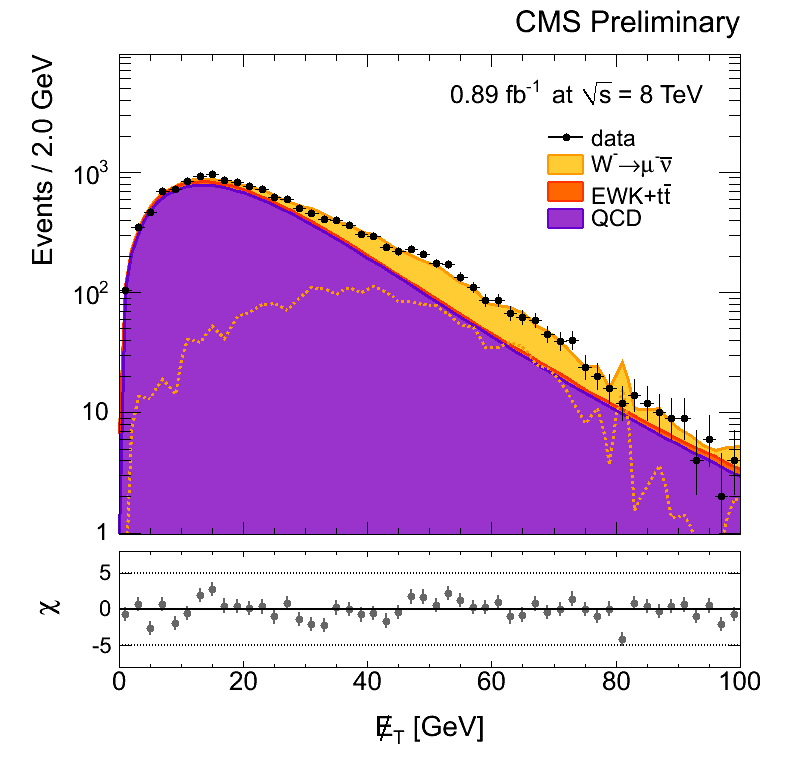 CMS Preliminary
0.89 fb⁻¹ at √s = 8 TeV
data
W⁻→μ⁻ν̅
EWK+tt̅
QCD
Events / 2.0 GeV
10³
10²
10
1
χ
5
0
-5
0 20 40 60 80 100
E̸_T [GeV]